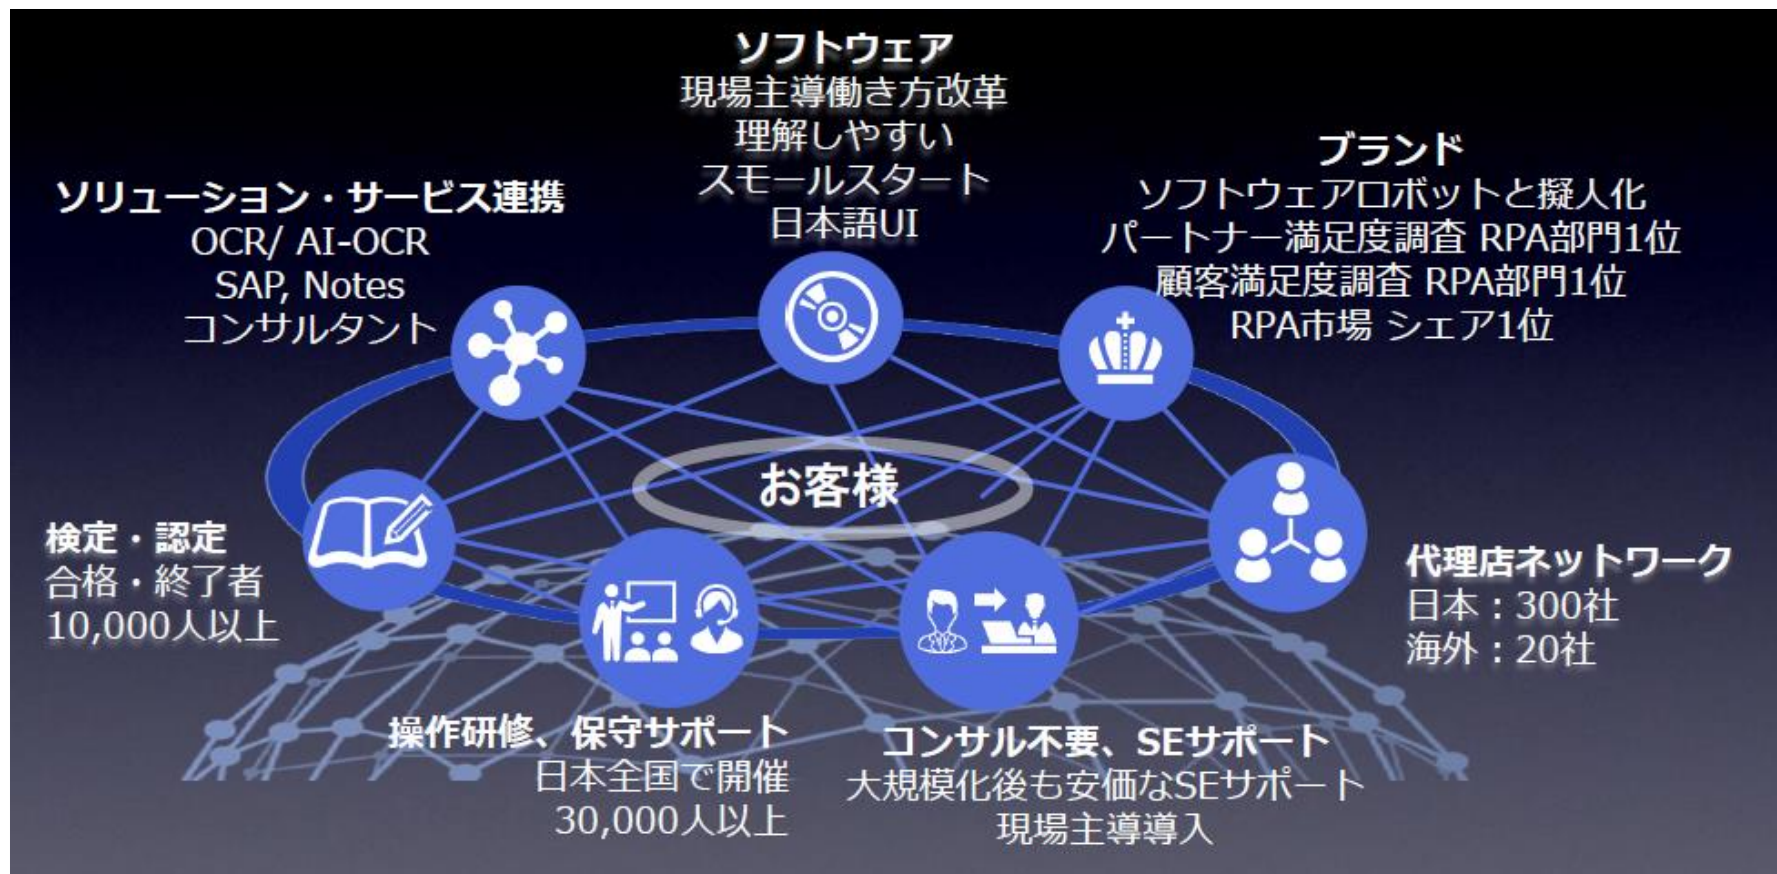 ソフトウェア
現場主導働き方改革
理解しやすい
スモールスタート
日本語UI
ブランド
ソフトウェアロボットと擬人化
パートナー満足度調査 RPA部門1位
顧客満足度調査 RPA部門1位
RPA市場 シェア1位
ソリューション・サービス連携
OCR/ AI-OCR
SAP, Notes
コンサルタント
お客様
検定・認定
合格・終了者
10,000人以上
代理店ネットワーク
日本：300社
海外：20社
操作研修、保守サポート
日本全国で開催
30,000人以上
コンサル不要、SEサポート
大規模化後も安価なSEサポート
現場主導導入